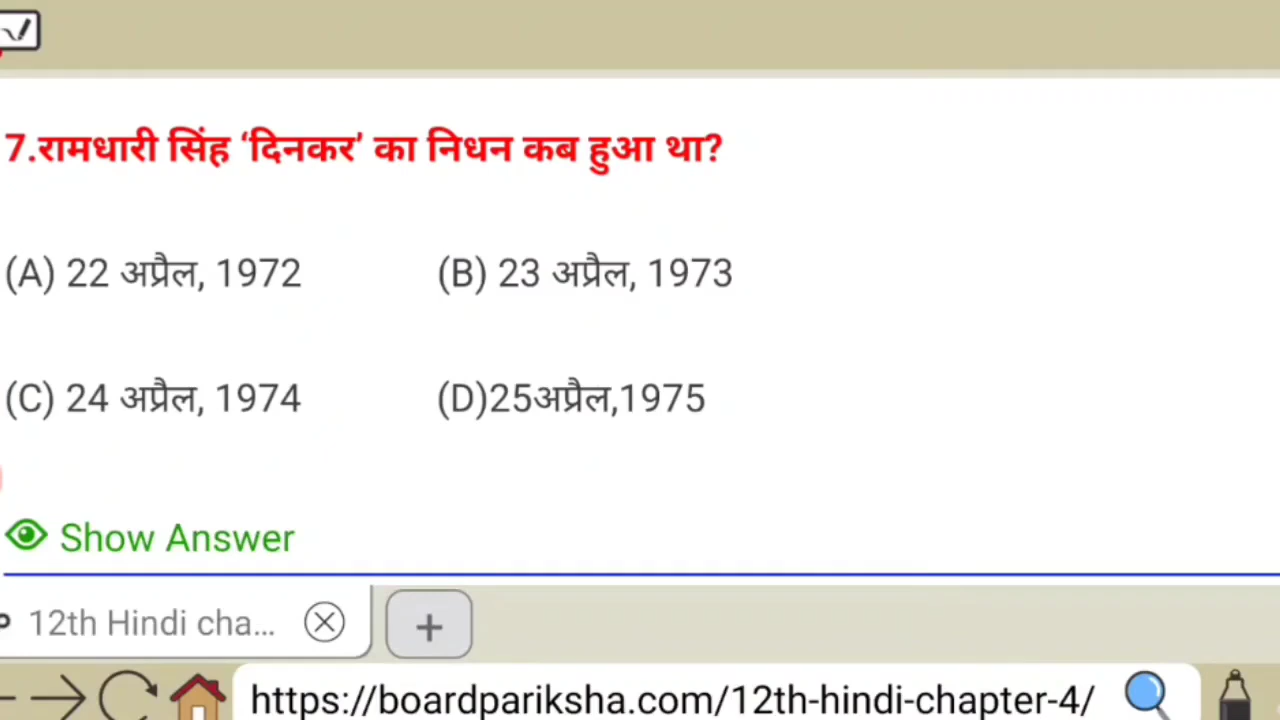 7.रामधारी सिंह ‘दिनकर’ का निधन कब हुआ था?
(A) 22 अप्रैल, 1972 (B) 23 अप्रैल, 1973
(C) 24 अप्रैल, 1974 (D)25अप्रैल,1975
Show Answer
12th Hindi cha...
https://boardpariksha.com/12th-hindi-chapter-4/